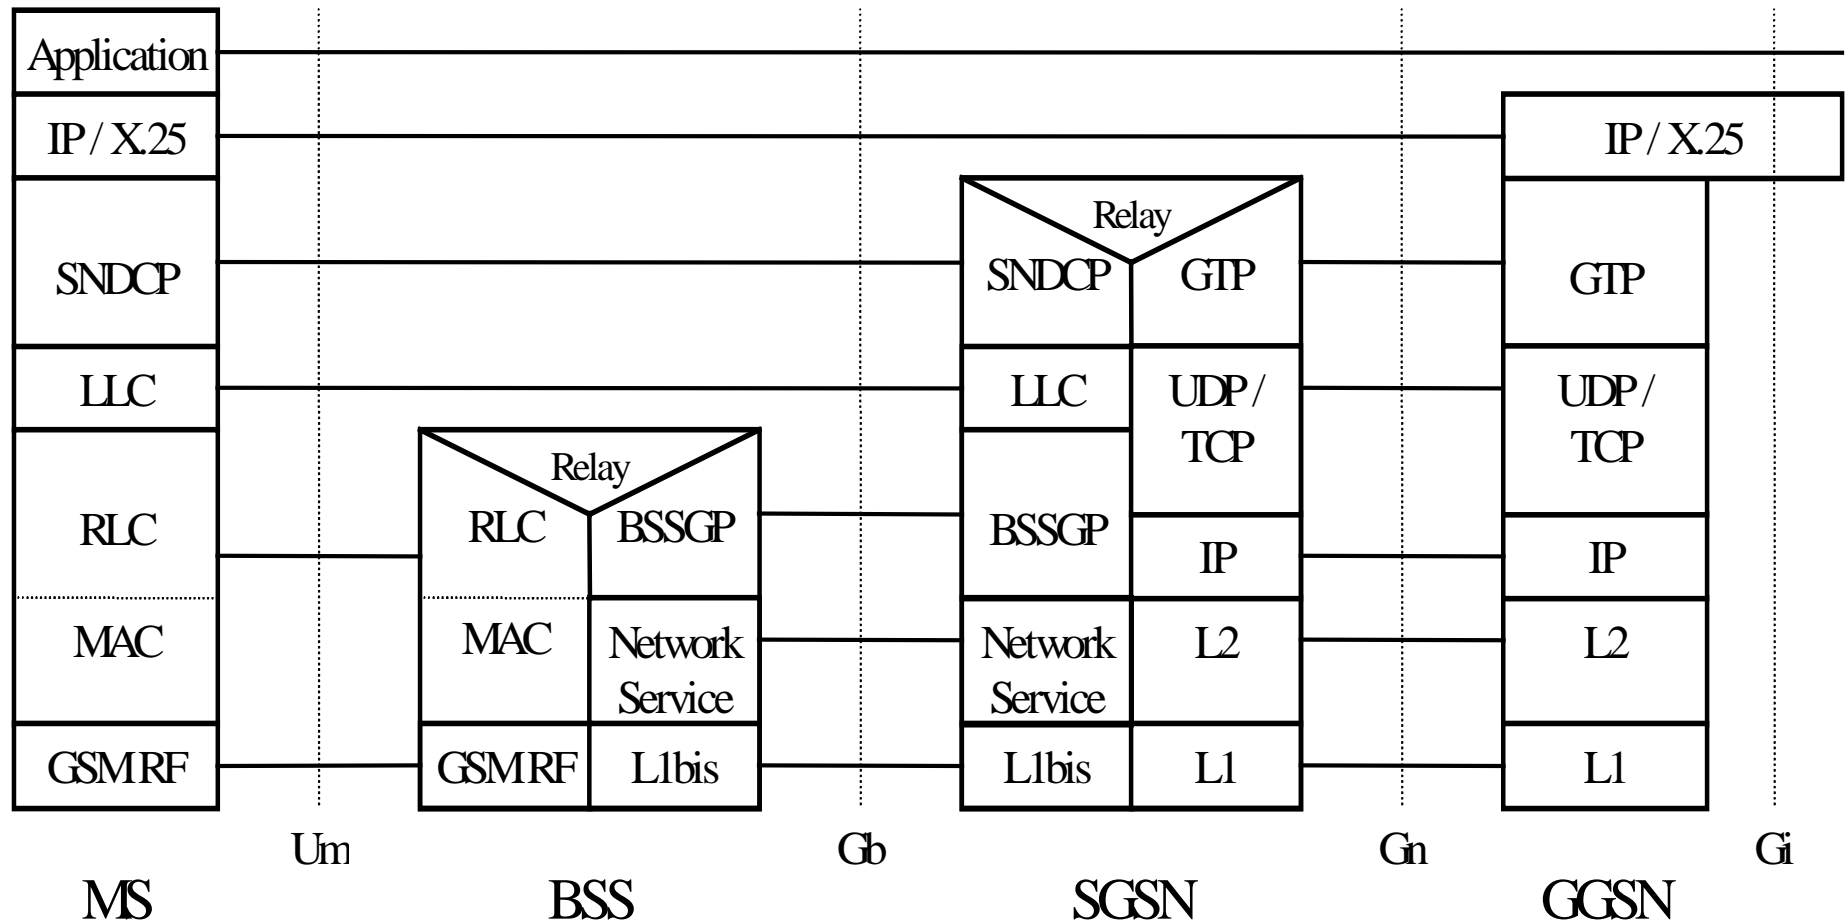 Application
IP / X.25
IP / X.25
Relay
SNDCP
SNDCP
GTP
GTP
LLC
LLC
UDP /
TCP
UDP /
TCP
Relay
RLC
RLC
BSSGP
BSSGP
IP
IP
MAC
MAC
Network
Service
Network
Service
L2
L2
GSM RF
GSM RF
L1bis
L1bis
L1
L1
Um
Gb
Gn
Gi
MS
BSS
SGSN
GGSN